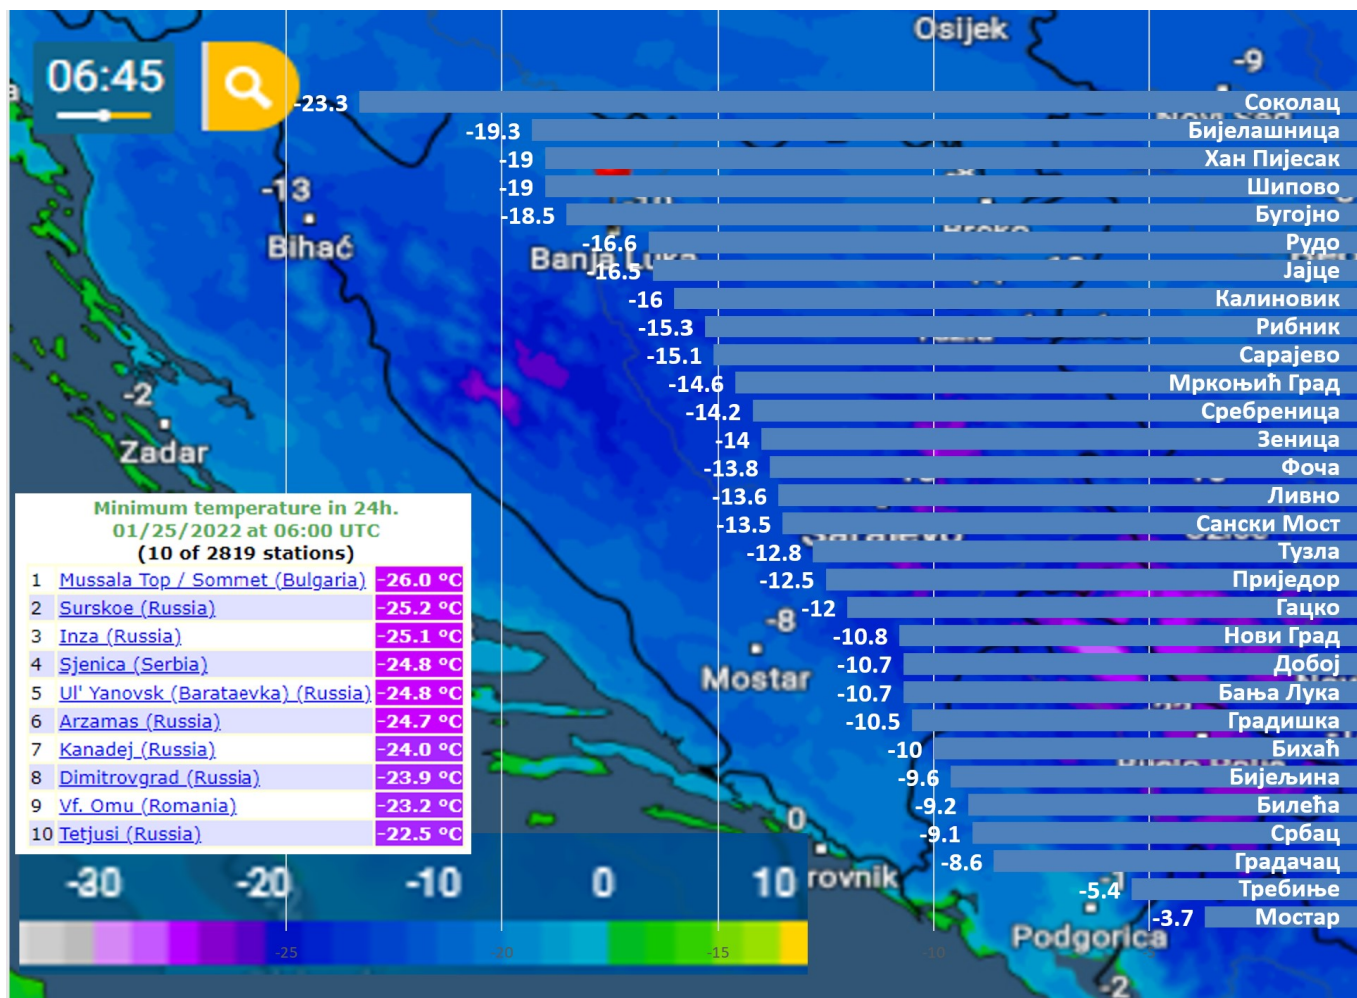 Osijek
06:45
-9
-23.3 Соколац
-19.3 Бијелашница
-19 Хан Пијесак
-13
-19 Шипово
-18.5 Бугојно
Bihać
-16.6 Рудо
Banja Luka
-16.5 Јајце
-16 Калиновик
-15.3 Рибник
-15.1 Сарајево
-14.6 Мркоњић Град
-2
-14.2 Сребреница
Zadar
-14 Зеница
-13.8 Фоча
-13.6 Ливно
-13.5 Сански Мост
Sarajevo
-12.8 Тузла
-12.5 Приједор
-12 Гацко
-8
-10.8 Нови Град
Mostar
-10.7 Добој
-10.7 Бања Лука
-10.5 Градишка
-10 Бихаћ
-9.6 Бијељина
-9.2 Билећа
0
-9.1 Србац
-8.6 Градачац
rovnik
-5.4 Требиње
-3.7 Мостар
Podgorica
-2
Minimum temperature in 24h.
01/25/2022 at 06:00 UTC
(10 of 2819 stations)
1 Mussala Top / Sommet (Bulgaria) -26.0 °C
2 Surskoe (Russia) -25.2 °C
3 Inza (Russia) -25.1 °C
4 Sjenica (Serbia) -24.8 °C
5 Ul' Yanovsk (Barataevka) (Russia) -24.8 °C
6 Arzamas (Russia) -24.7 °C
7 Kanadej (Russia) -24.0 °C
8 Dimitrovgrad (Russia) -23.9 °C
9 Vf. Omu (Romania) -23.2 °C
10 Tetjusi (Russia) -22.5 °C
-30 -20 -10 0 10
-25 -20 -15 -10 -5